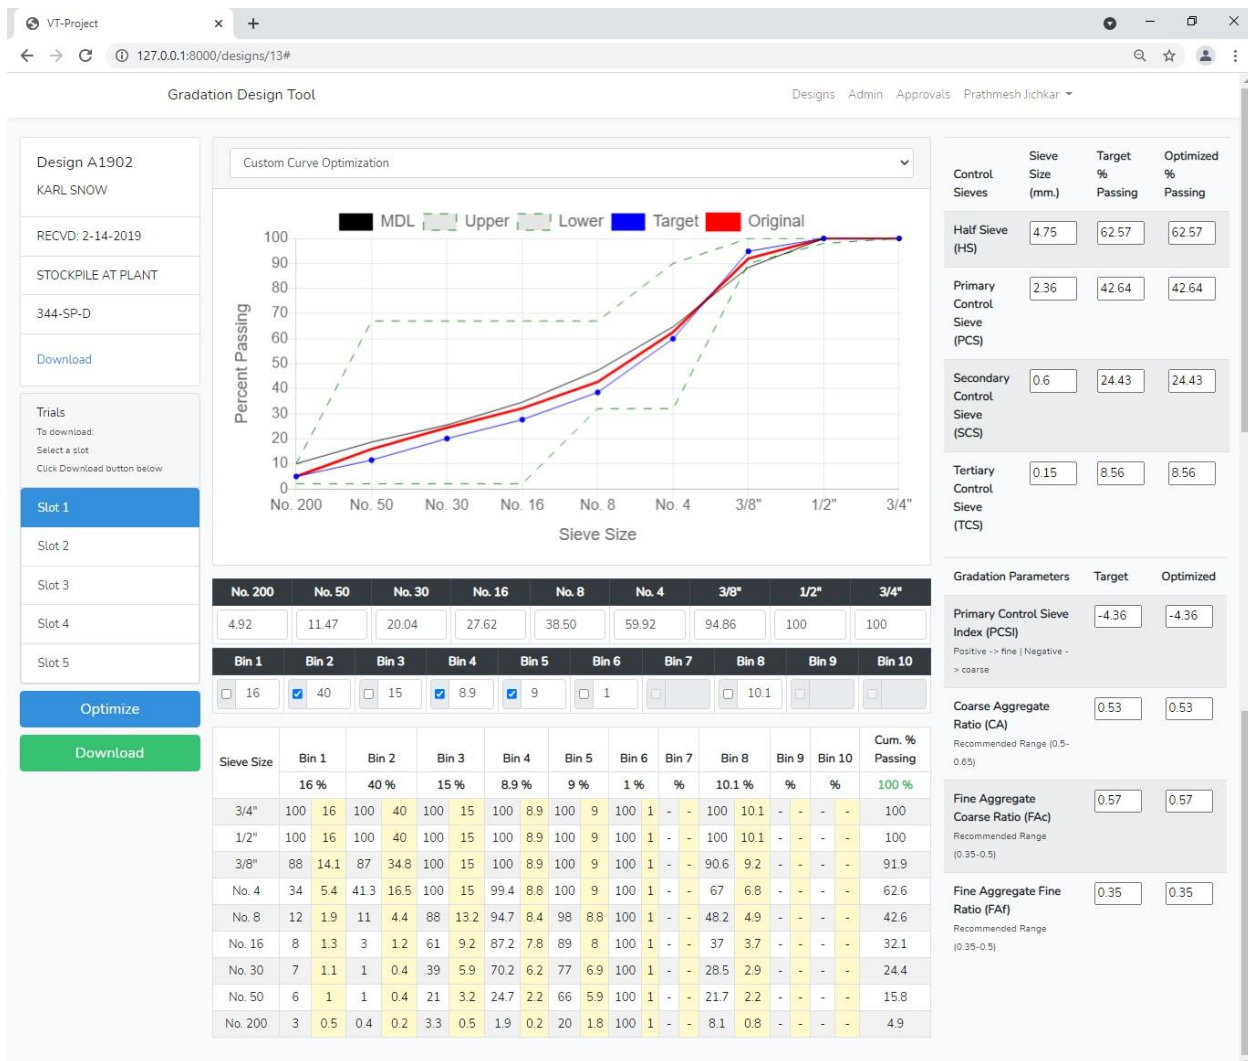 VT-Project
127.0.0.1:8000/designs/13#
Gradation Design Tool
Designs Admin Approvals Prathmesh Jichkar
Design A1902
KARL SNOW
RECVD: 2-14-2019
STOCKPILE AT PLANT
344-SP-D
Download
Trials
To download:
Select a slot
Click Download button below
Slot 1
Slot 2
Slot 3
Slot 4
Slot 5
Optimize
Download
Custom Curve Optimization
MDL Upper Lower Target Original
Percent Passing
100
90
80
70
60
50
40
30
20
10
0
No. 200 No. 50 No. 30 No. 16 No. 8 No. 4 3/8" 1/2" 3/4"
Sieve Size
No. 200 No. 50 No. 30 No. 16 No. 8 No. 4 3/8" 1/2" 3/4"
4.92 11.47 20.04 27.62 38.50 59.92 94.86 100 100
Bin 1 Bin 2 Bin 3 Bin 4 Bin 5 Bin 6 Bin 7 Bin 8 Bin 9 Bin 10
16 40 15 8.9 9 1 10.1
Sieve Size Bin 1 Bin 2 Bin 3 Bin 4 Bin 5 Bin 6 Bin 7 Bin 8 Bin 9 Bin 10 Cum. % Passing
16 % 40 % 15 % 8.9 % 9 % 1 % % 10.1 % % % 100 %
3/4" 100 16 100 40 100 15 100 8.9 100 9 100 1 - - 100 10.1 - - - - 100
1/2" 100 16 100 40 100 15 100 8.9 100 9 100 1 - - 100 10.1 - - - - 100
3/8" 88 14.1 87 34.8 100 15 100 8.9 100 9 100 1 - - 90.6 9.2 - - - - 91.9
No. 4 34 5.4 41.3 16.5 100 15 99.4 8.8 100 9 100 1 - - 67 6.8 - - - - 62.6
No. 8 12 1.9 11 4.4 88 13.2 94.7 8.4 98 8.8 100 1 - - 48.2 4.9 - - - - 42.6
No. 16 8 1.3 3 1.2 61 9.2 87.2 7.8 89 8 100 1 - - 37 3.7 - - - - 32.1
No. 30 7 1.1 1 0.4 39 5.9 70.2 6.2 77 6.9 100 1 - - 28.5 2.9 - - - - 24.4
No. 50 6 1 1 0.4 21 3.2 24.7 2.2 66 5.9 100 1 - - 21.7 2.2 - - - - 15.8
No. 200 3 0.5 0.4 0.2 3.3 0.5 1.9 0.2 20 1.8 100 1 - - 8.1 0.8 - - - - 4.9
Control Sieves Sieve Size (mm.) Target % Passing Optimized % Passing
Half Sieve (HS) 4.75 62.57 62.57
Primary Control Sieve (PCS) 2.36 42.64 42.64
Secondary Control Sieve (SCS) 0.6 24.43 24.43
Tertiary Control Sieve (TCS) 0.15 8.56 8.56
Gradation Parameters Target Optimized
Primary Control Sieve Index (PCSI) -4.36 -4.36
Positive -> fine | Negative -
> coarse
Coarse Aggregate Ratio (CA) 0.53 0.53
Recommended Range (0.5-
0.65)
Fine Aggregate Coarse Ratio (FAc) 0.57 0.57
Recommended Range
(0.35-0.5)
Fine Aggregate Fine Ratio (FAf) 0.35 0.35
Recommended Range
(0.35-0.5)